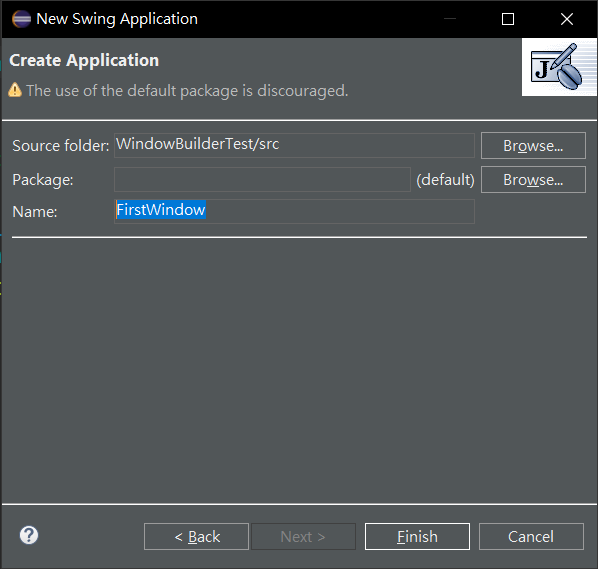 New Swing Application
Create Application
The use of the default package is discouraged.
Source folder: WindowBuilderTest/src Browse...
Package: (default) Browse...
Name: FirstWindow
< Back Next > Finish Cancel